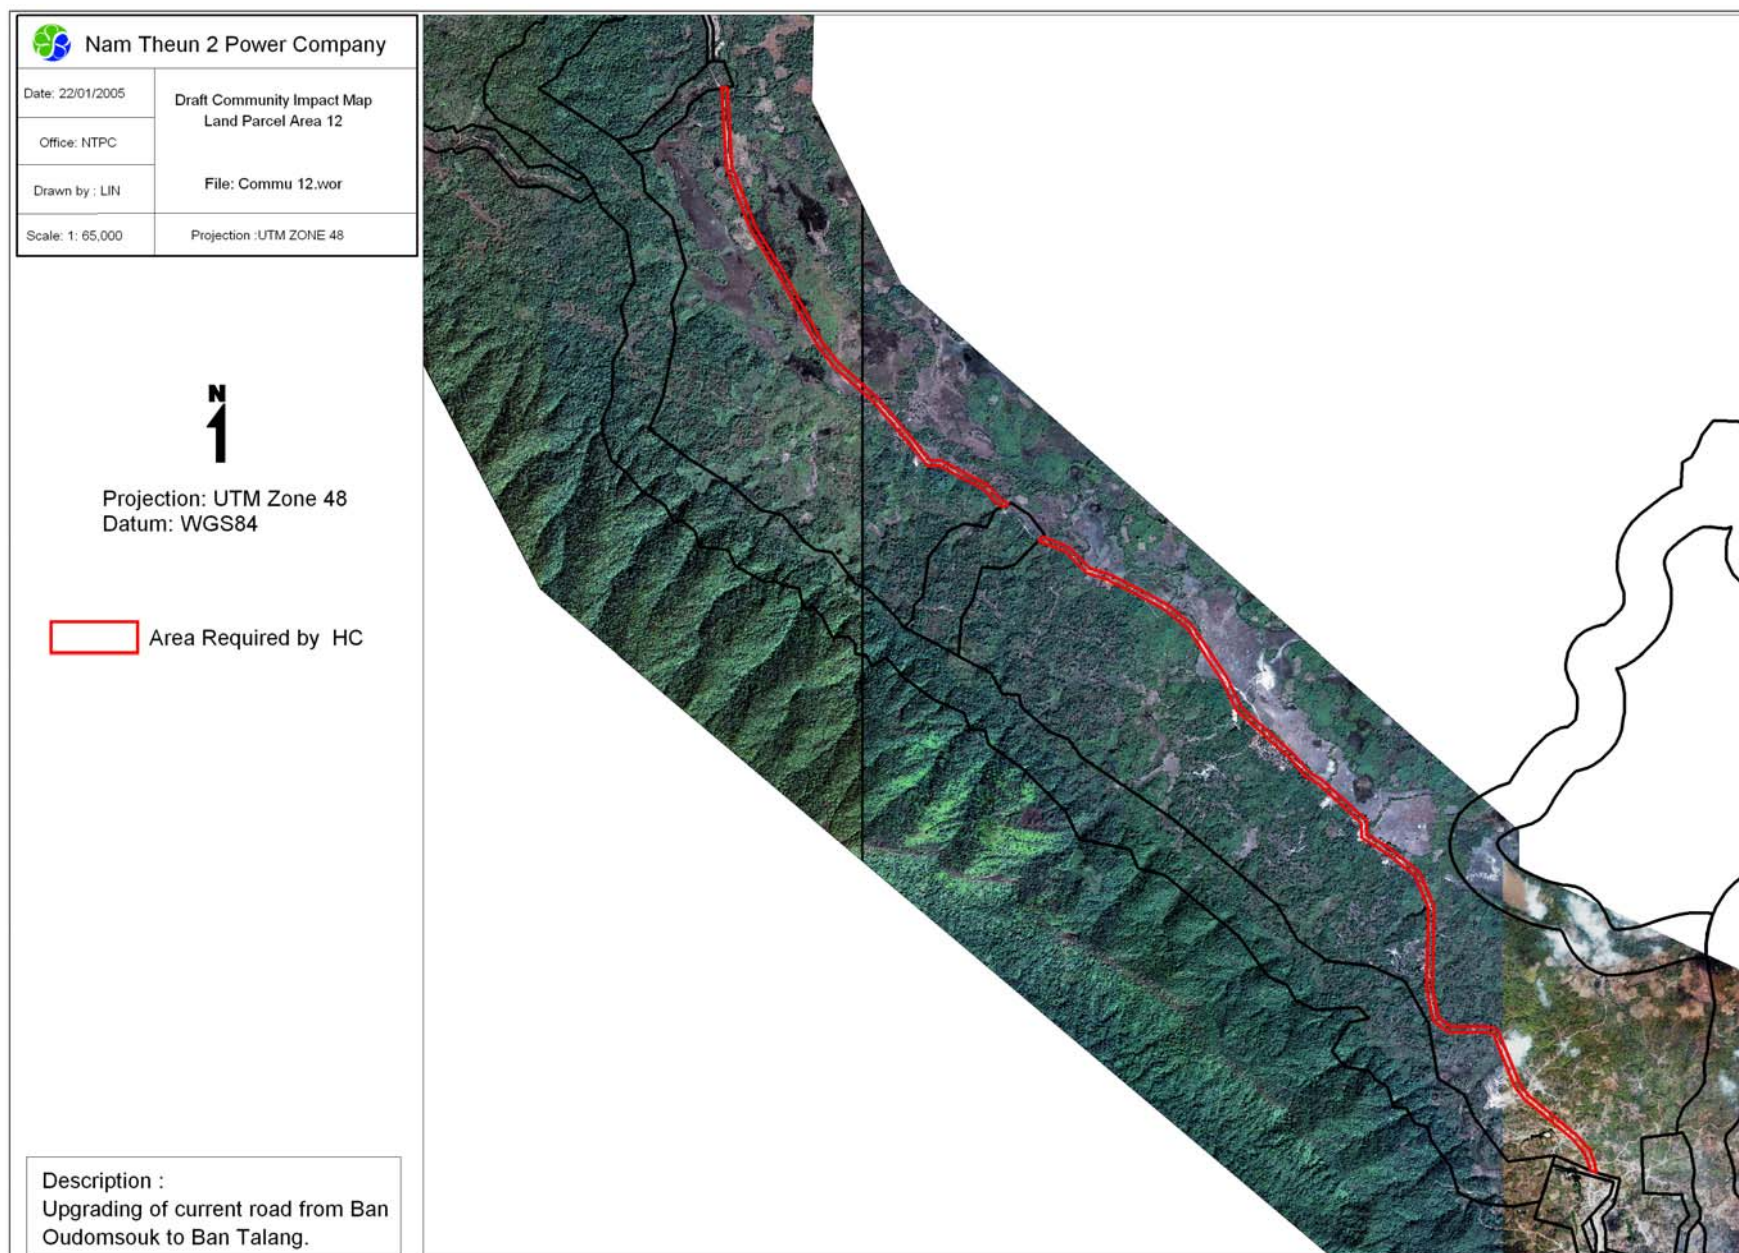 Nam Theun 2 Power Company
Date: 22/01/2005
Draft Community Impact Map
Land Parcel Area 12
Office: NTPC
Drawn by : LIN
File: Commu 12.wor
Scale: 1: 65,000
Projection :UTM ZONE 48
N
Projection: UTM Zone 48
Datum: WGS84
Area Required by HC
Description :
Upgrading of current road from Ban
Oudomsouk to Ban Talang.